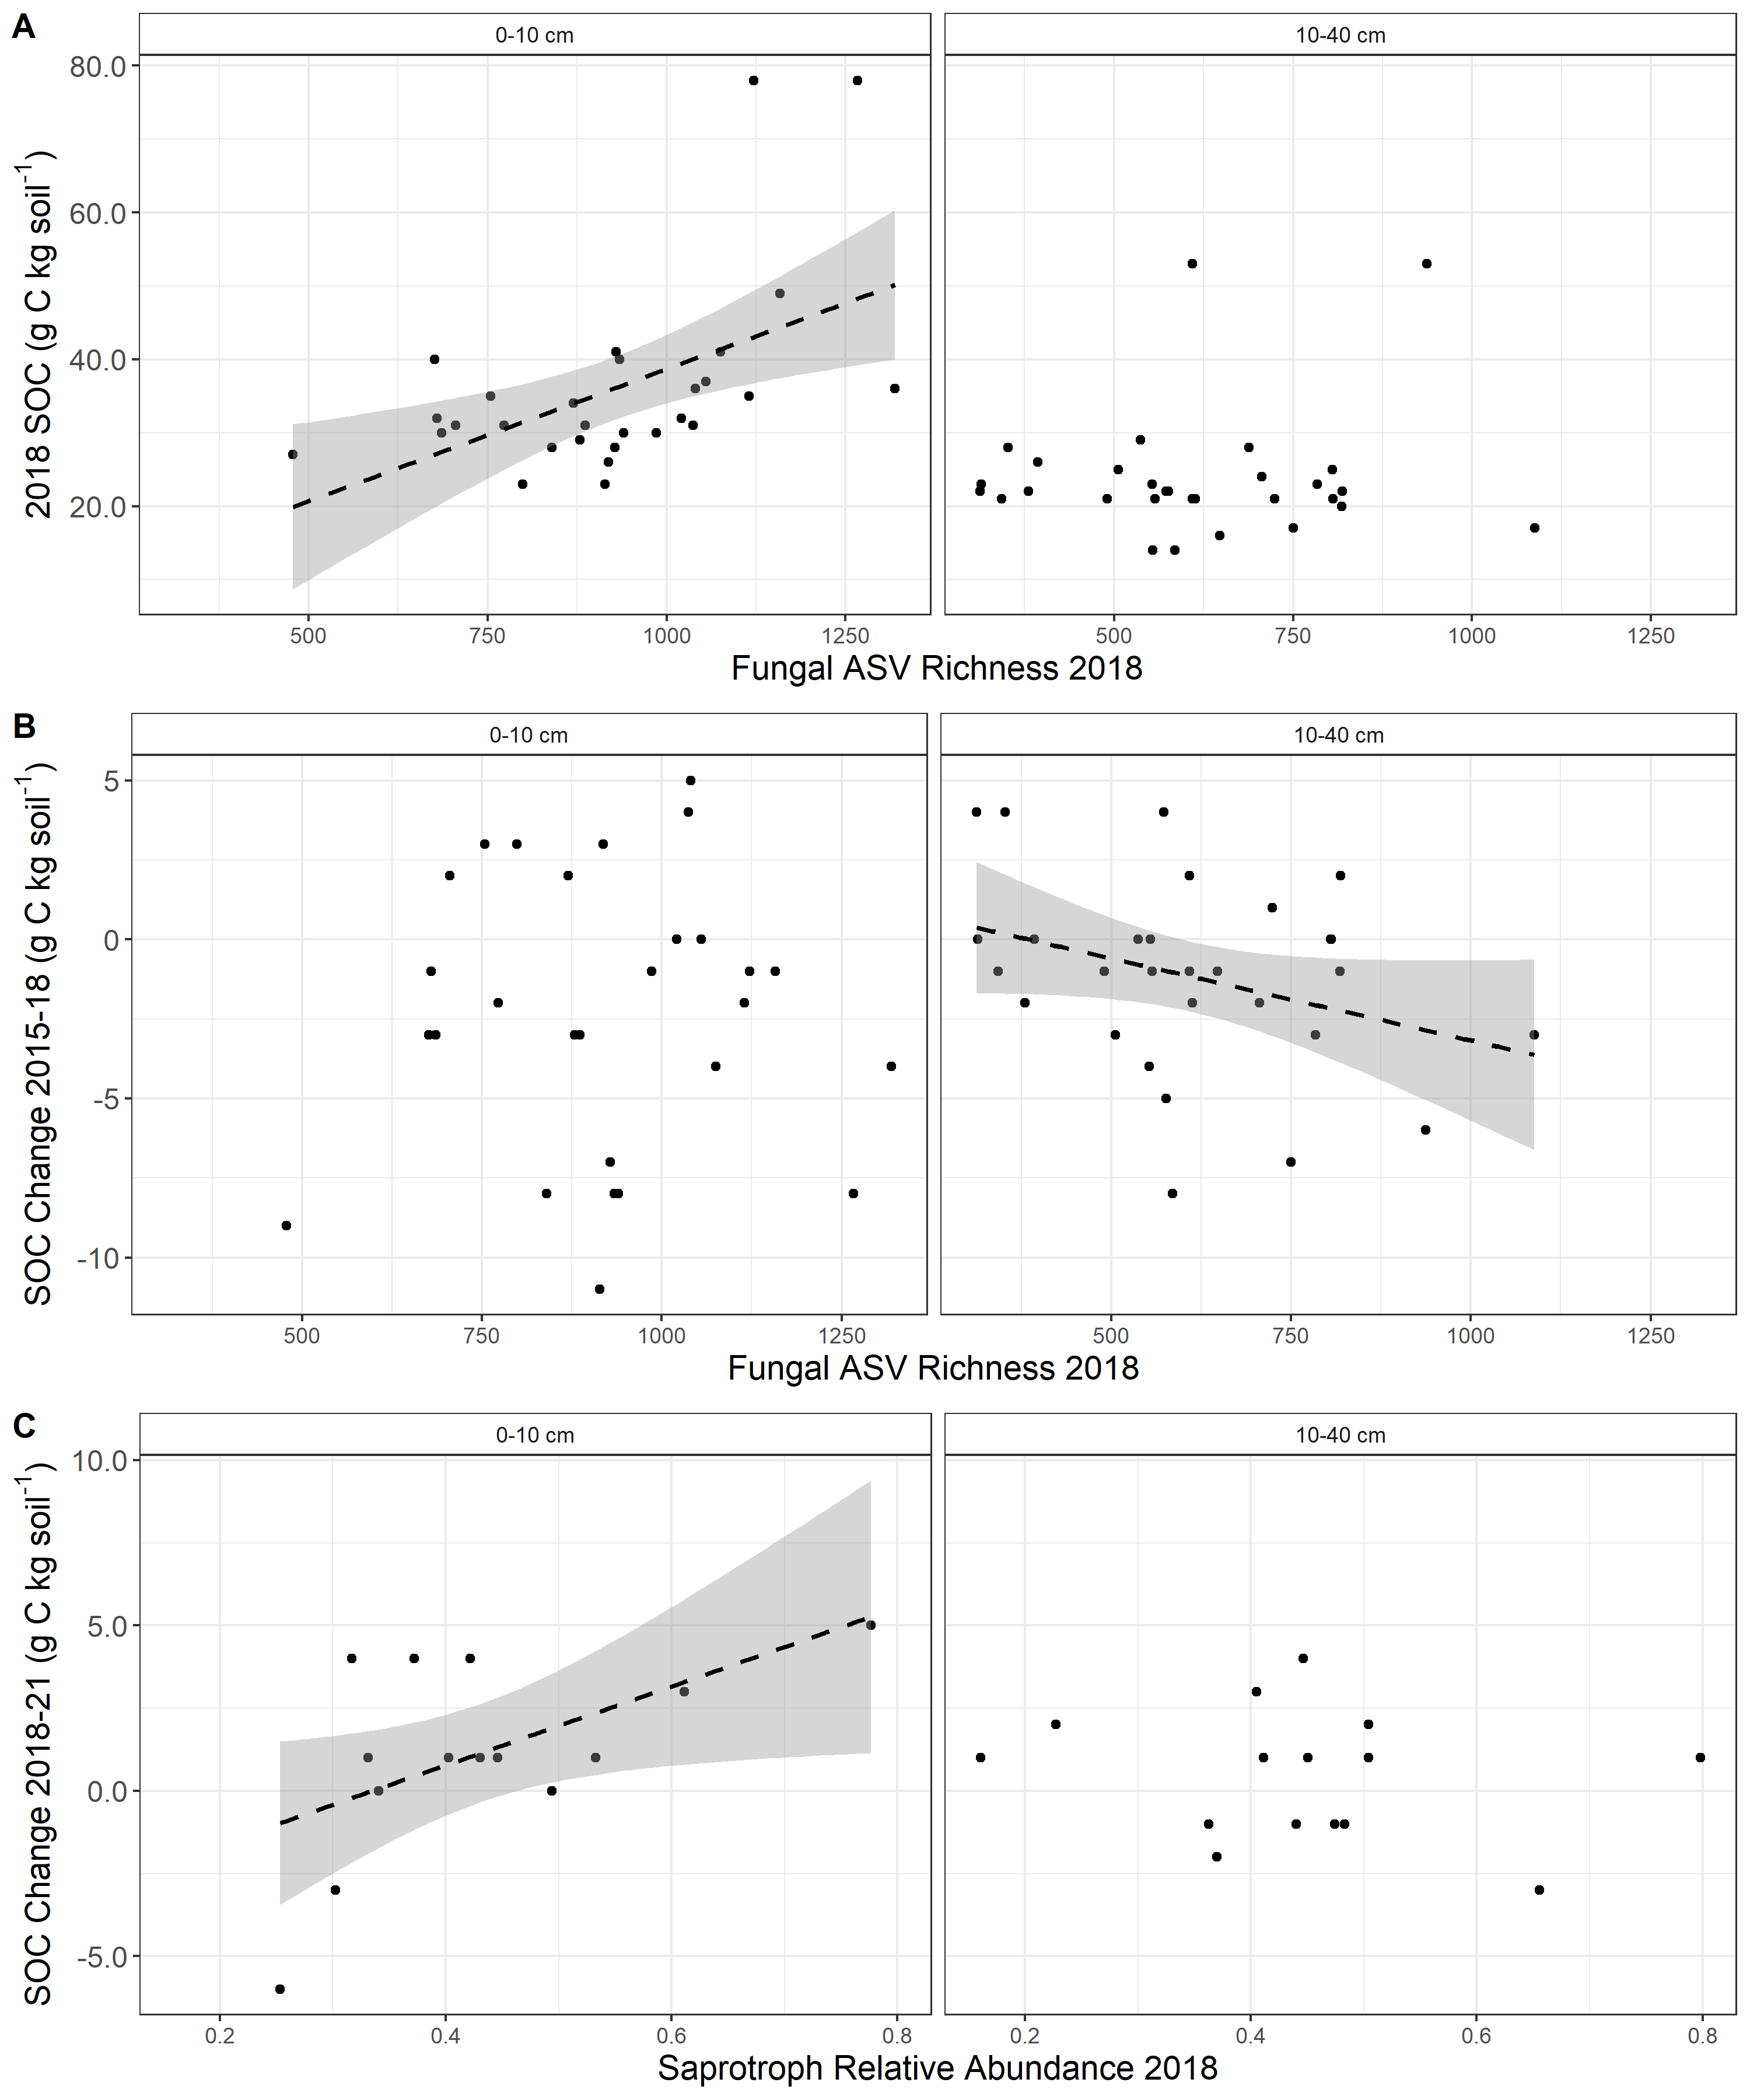 A
0-10 cm
10-40 cm
2018 SOC (g C kg soil⁻¹)
80.0
60.0
40.0
20.0
500 750 1000 1250
500 750 1000 1250
Fungal ASV Richness 2018
B
0-10 cm
10-40 cm
SOC Change 2015-18 (g C kg soil⁻¹)
5
0
-5
-10
500 750 1000 1250
500 750 1000 1250
Fungal ASV Richness 2018
C
0-10 cm
10-40 cm
SOC Change 2018-21 (g C kg soil⁻¹)
10.0
5.0
0.0
-5.0
0.2 0.4 0.6 0.8
0.2 0.4 0.6 0.8
Saprotroph Relative Abundance 2018